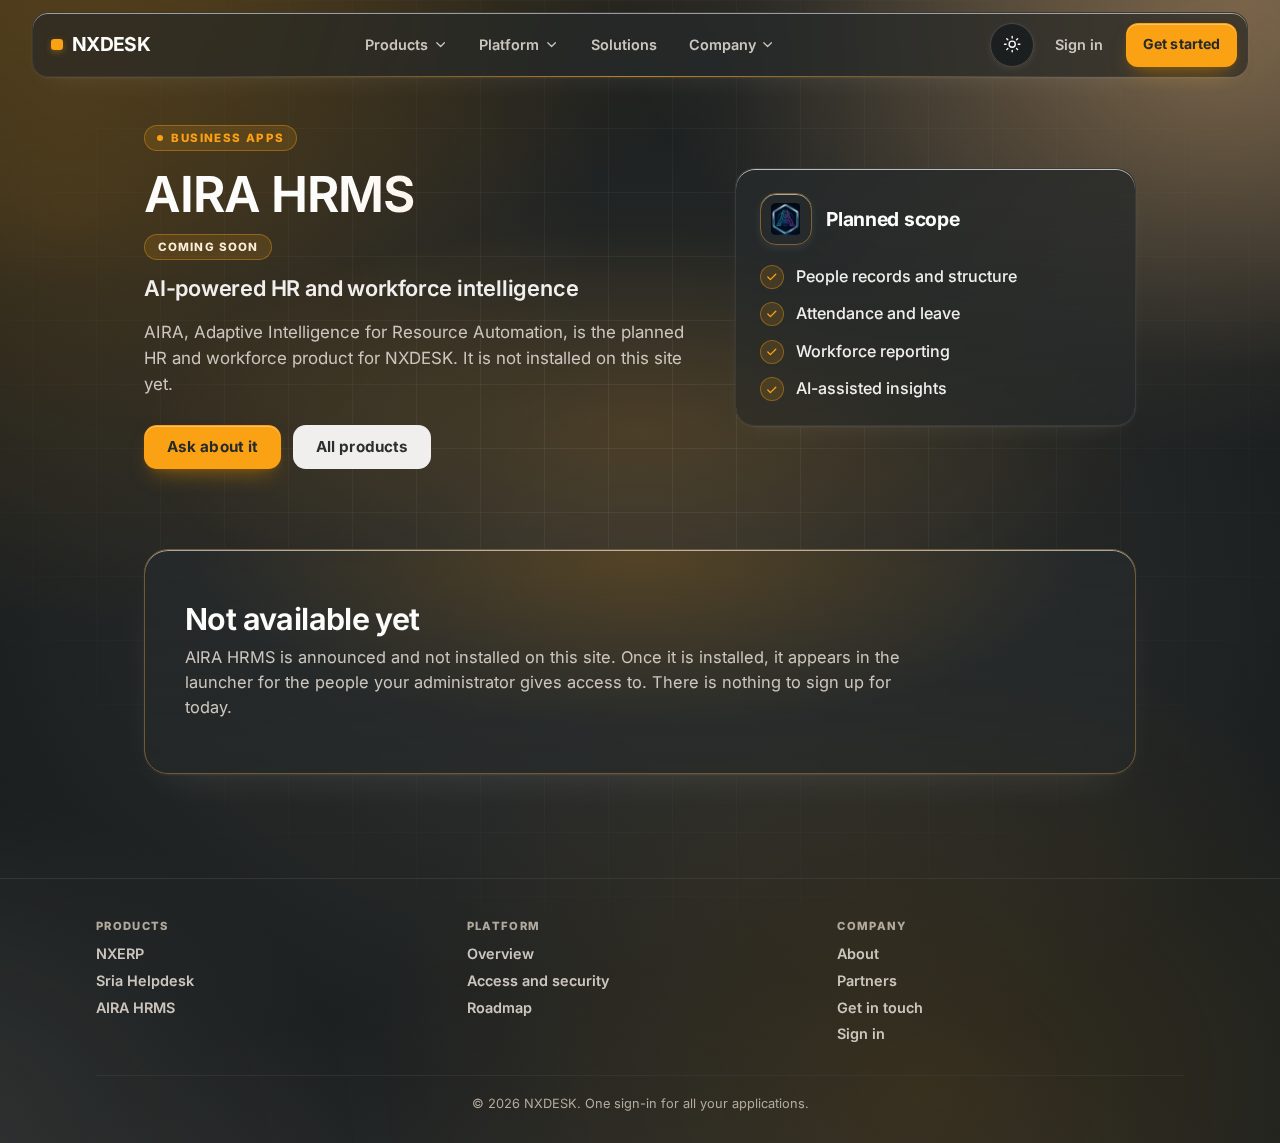 NXDESK
Products
Platform
Solutions
Company
Sign in
Get started
BUSINESS APPS
AIRA HRMS
COMING SOON
AI-powered HR and workforce intelligence
AIRA, Adaptive Intelligence for Resource Automation, is the planned
HR and workforce product for NXDESK. It is not installed on this site
yet.
Ask about it
All products
Planned scope
People records and structure
Attendance and leave
Workforce reporting
AI-assisted insights
Not available yet
AIRA HRMS is announced and not installed on this site. Once it is installed, it appears in the
launcher for the people your administrator gives access to. There is nothing to sign up for
today.
PRODUCTS
NXERP
Sria Helpdesk
AIRA HRMS
PLATFORM
Overview
Access and security
Roadmap
COMPANY
About
Partners
Get in touch
Sign in
© 2026 NXDESK. One sign-in for all your applications.